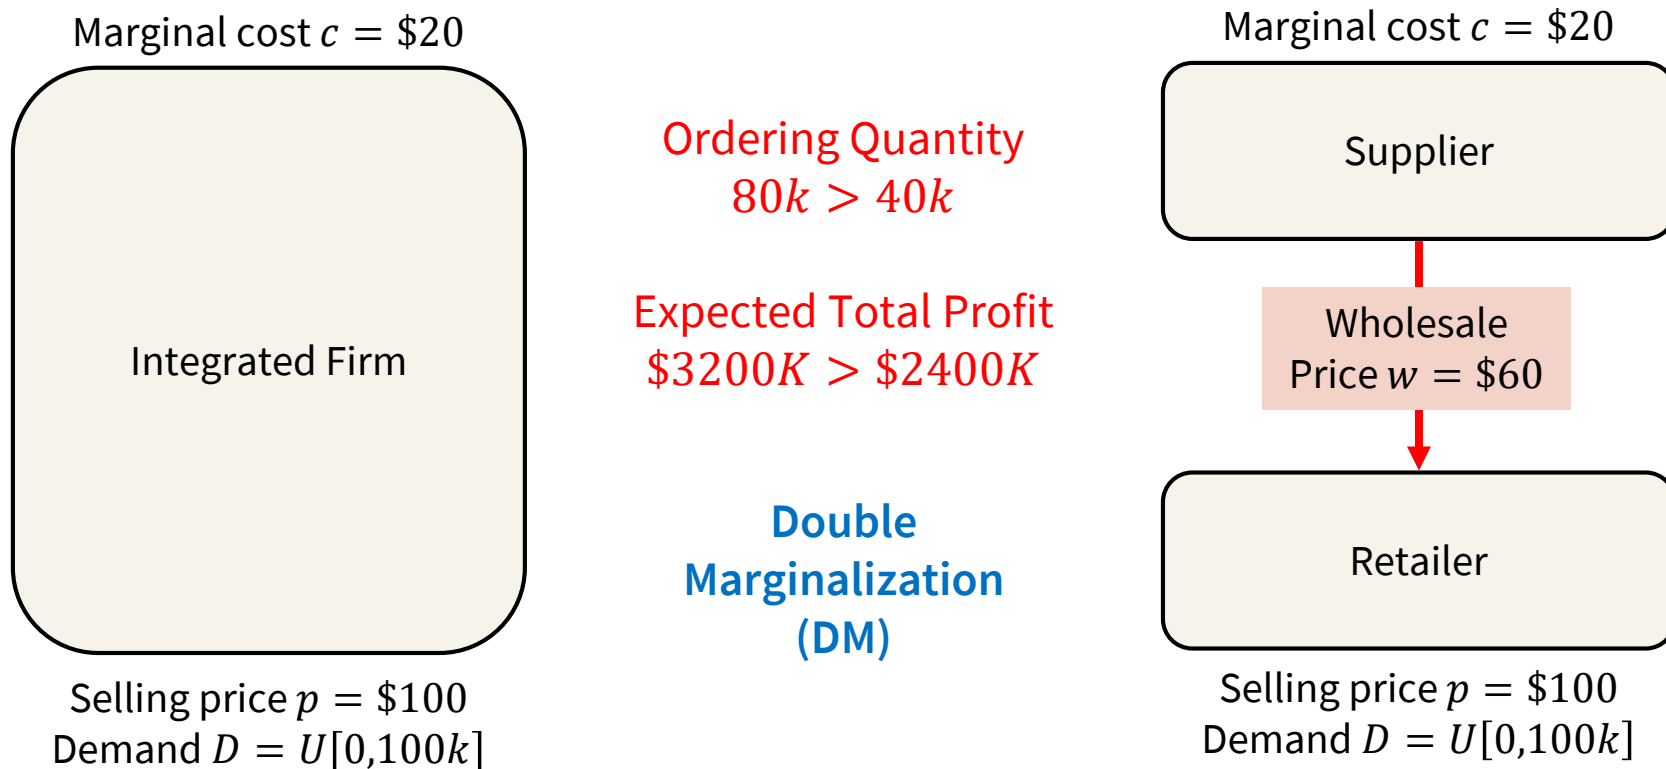 Marginal cost c = $20
Integrated Firm
Selling price p = $100
Demand D = U[0,100k]
Ordering Quantity
80k > 40k
Expected Total Profit
$3200K > $2400K
Double
Marginalization
(DM)
Marginal cost c = $20
Supplier
Wholesale
Price w = $60
Retailer
Selling price p = $100
Demand D = U[0,100k]